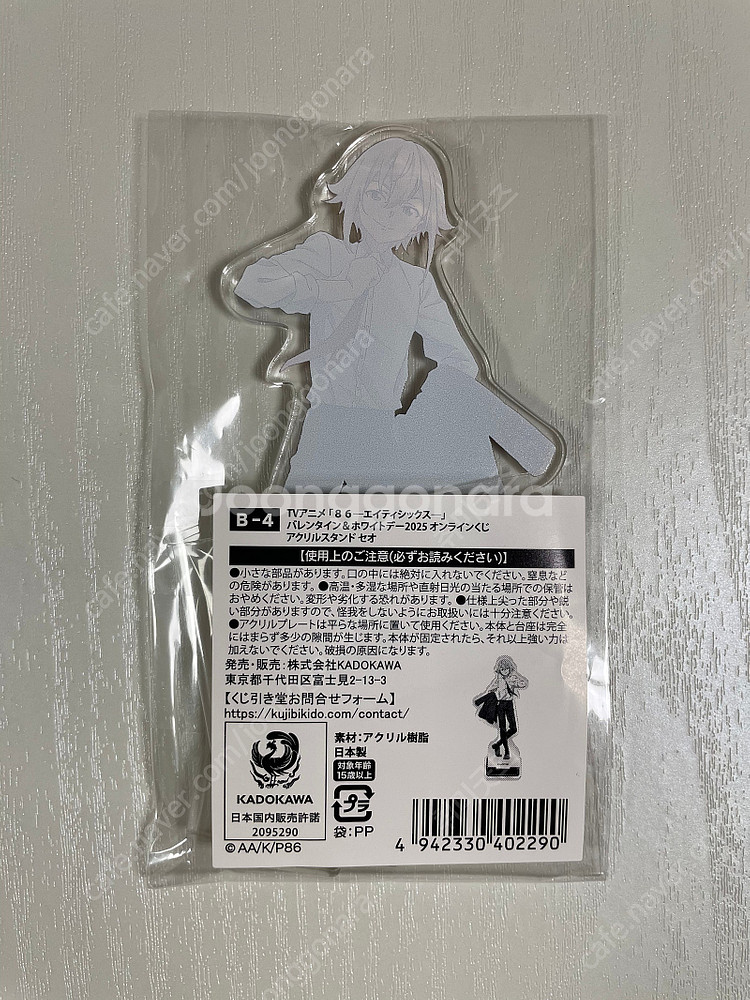 B-4
TVアニメ「８６―エイティシックス―」
バレンタイン＆ホワイトデー2025 オンラインくじ
アクリルスタンド セオ
【使用上のご注意(必ずお読みください)】
●小さな部品があります。口の中には絶対に入れないでください。窒息など
の危険があります。●高温・多湿な場所や直射日光の当たる場所での保管は
おやめください。変形や劣化する恐れがあります。●仕様上尖った部分や鋭
い部分がありますので、怪我をしないようにお取扱いには十分注意ください。
●アクリルプレートは平らな場所に置いて使用ください。本体と台座は完全
にはまらず多少の隙間が生じます。本体が固定されたら、それ以上強い力は
加えないでください。破損の原因になります。
発売・販売：株式会社KADOKAWA
東京都千代田区富士見2-13-3
【くじ引き堂お問合せフォーム】
https://kujibikido.com/contact/
KADOKAWA
日本国内販売許諾
2095290
©AA/K/P86
素材：アクリル樹脂
日本製
対象年齢
15歳以上
プラ
袋：PP
4 942330 402290
joonggonara
cafe.naver.com/joonggonara